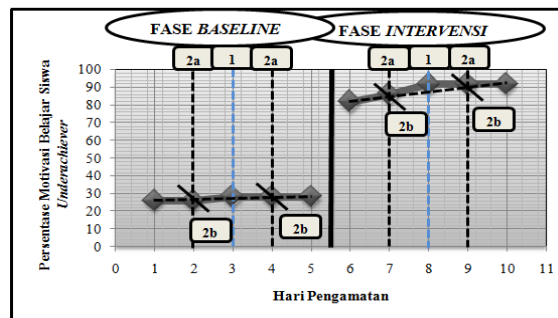 FASE BASELINE
FASE INTERVENSI
2a 1 2a
2a 1 2a
Persentase Motivasi Belajar Siswa
Underachiever
100
90
80
70
60
50
40
30
20
10
0
2b
2b
2b
2b
0 1 2 3 4 5 6 7 8 9 10 11
Hari Pengamatan